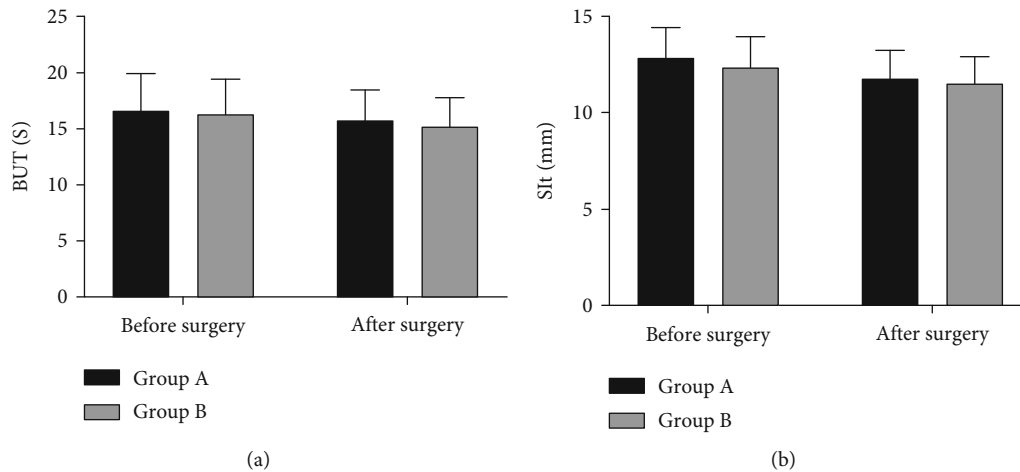 25
20
15
10
5
0
BUT (S)
Before surgery
After surgery
Group A
Group B
(a)
15
10
5
0
SIt (mm)
Before surgery
After surgery
Group A
Group B
(b)